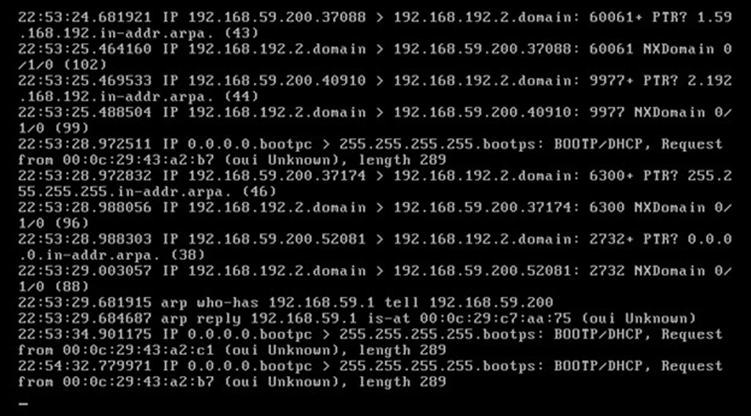 22:53:24.681921 IP 192.168.59.200.37088 > 192.168.192.2.domain: 60061+ PTR? 1.59
.168.192.in-addr.arpa. (43)
22:53:25.464160 IP 192.168.192.2.domain > 192.168.59.200.37088: 60061 NXDomain 0
/1/0 (102)
22:53:25.469533 IP 192.168.59.200.40910 > 192.168.192.2.domain: 9977+ PTR? 2.192
.168.192.in-addr.arpa. (44)
22:53:25.488504 IP 192.168.192.2.domain > 192.168.59.200.40910: 9977 NXDomain 0/
1/0 (99)
22:53:28.972511 IP 0.0.0.0.bootpc > 255.255.255.255.bootps: BOOTP/DHCP, Request
from 00:0c:29:43:a2:b7 (oui Unknown), length 289
22:53:28.972832 IP 192.168.59.200.37174 > 192.168.192.2.domain: 6300+ PTR? 255.2
55.255.255.in-addr.arpa. (46)
22:53:28.988056 IP 192.168.192.2.domain > 192.168.59.200.37174: 6300 NXDomain 0/
1/0 (96)
22:53:28.988303 IP 192.168.59.200.52081 > 192.168.192.2.domain: 2732+ PTR? 0.0.0
.0.in-addr.arpa. (38)
22:53:29.003057 IP 192.168.192.2.domain > 192.168.59.200.52081: 2732 NXDomain 0/
1/0 (88)
22:53:29.681915 arp who-has 192.168.59.1 tell 192.168.59.200
22:53:29.684687 arp reply 192.168.59.1 is-at 00:0c:29:c7:aa:75 (oui Unknown)
22:53:34.901175 IP 0.0.0.0.bootpc > 255.255.255.255.bootps: BOOTP/DHCP, Request
from 00:0c:29:43:a2:c1 (oui Unknown), length 289
22:54:32.779971 IP 0.0.0.0.bootpc > 255.255.255.255.bootps: BOOTP/DHCP, Request
from 00:0c:29:43:a2:b7 (oui Unknown), length 289